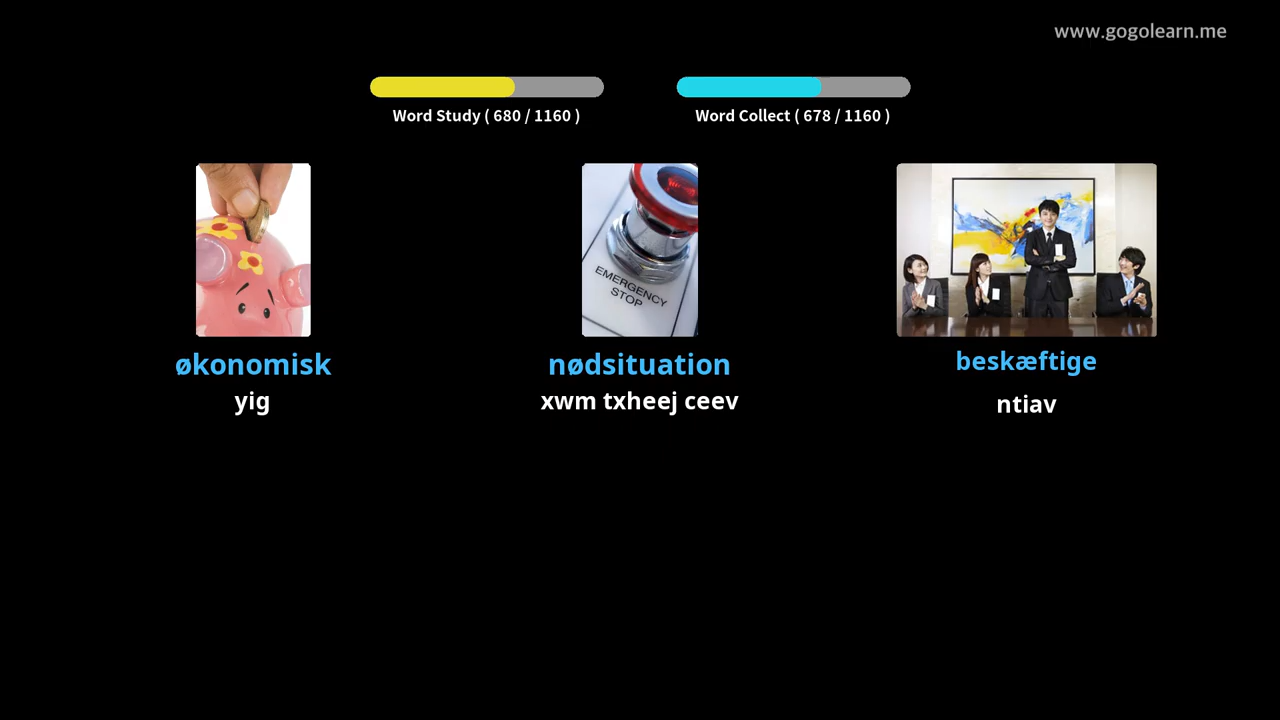 www.gogolearn.me
Word Study ( 680 / 1160 )
Word Collect ( 678 / 1160 )
EMERGENCY
STOP
økonomisk
yig
nødsituation
xwm txheej ceev
beskæftige
ntiav